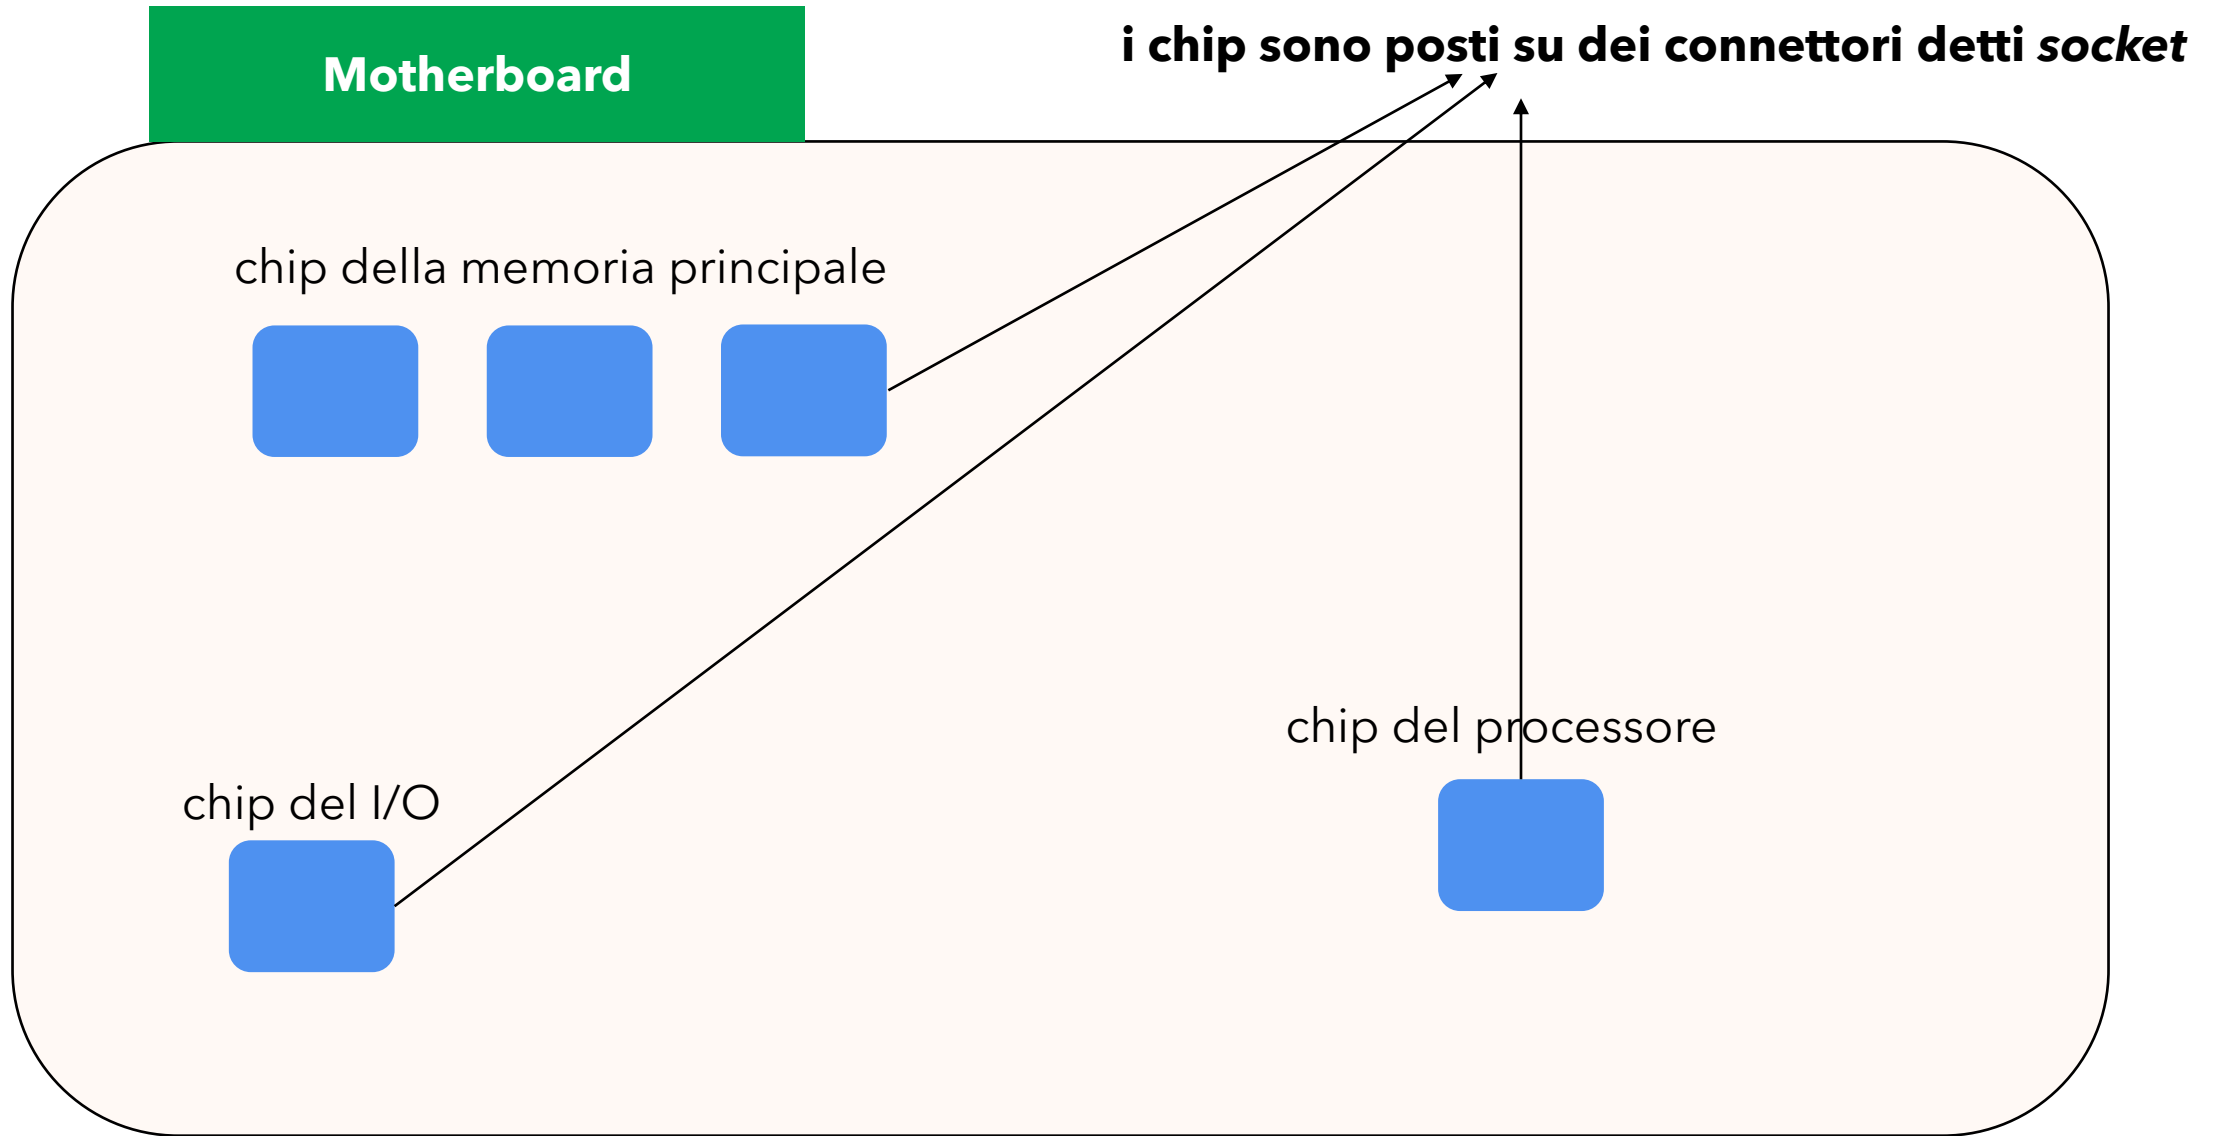 Motherboard
i chip sono posti su dei connettori detti socket
chip della memoria principale
chip del processore
chip del I/O